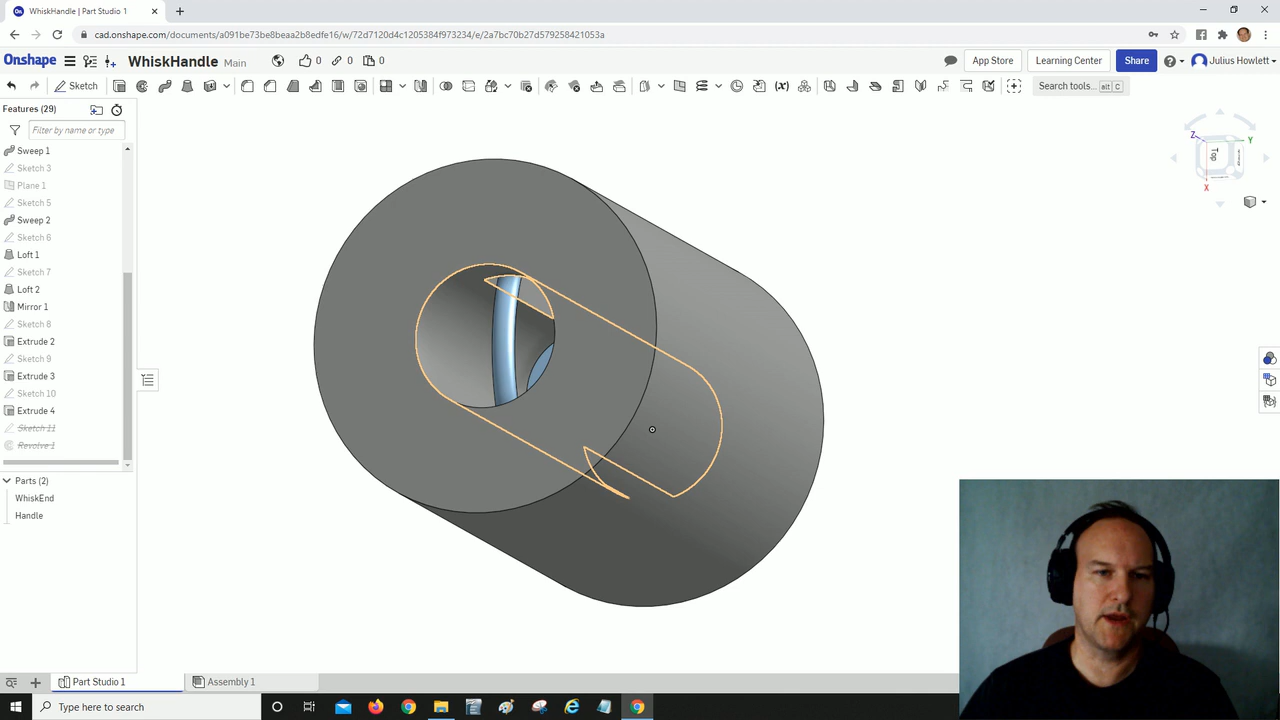 WhiskHandle | Part Studio 1
cad.onshape.com/documents/a091be73be8beaa2b8edfe16/w/72d7120d4c1205384f973234/e/2a7bc70b27d579258421053a
Onshape WhiskHandle Main 0 0 0 App Store Learning Center Share Julius Howlett
Sketch Search tools... alt C
Features (29)
Filter by name or type
Sweep 1
Sketch 3
Plane 1
Sketch 5
Sweep 2
Sketch 6
Loft 1
Sketch 7
Loft 2
Mirror 1
Sketch 8
Extrude 2
Sketch 9
Extrude 3
Sketch 10
Extrude 4
Sketch 11
Revolve 1
Parts (2)
WhiskEnd
Handle
Z
Y
Top
X
Part Studio 1 Assembly 1
Type here to search